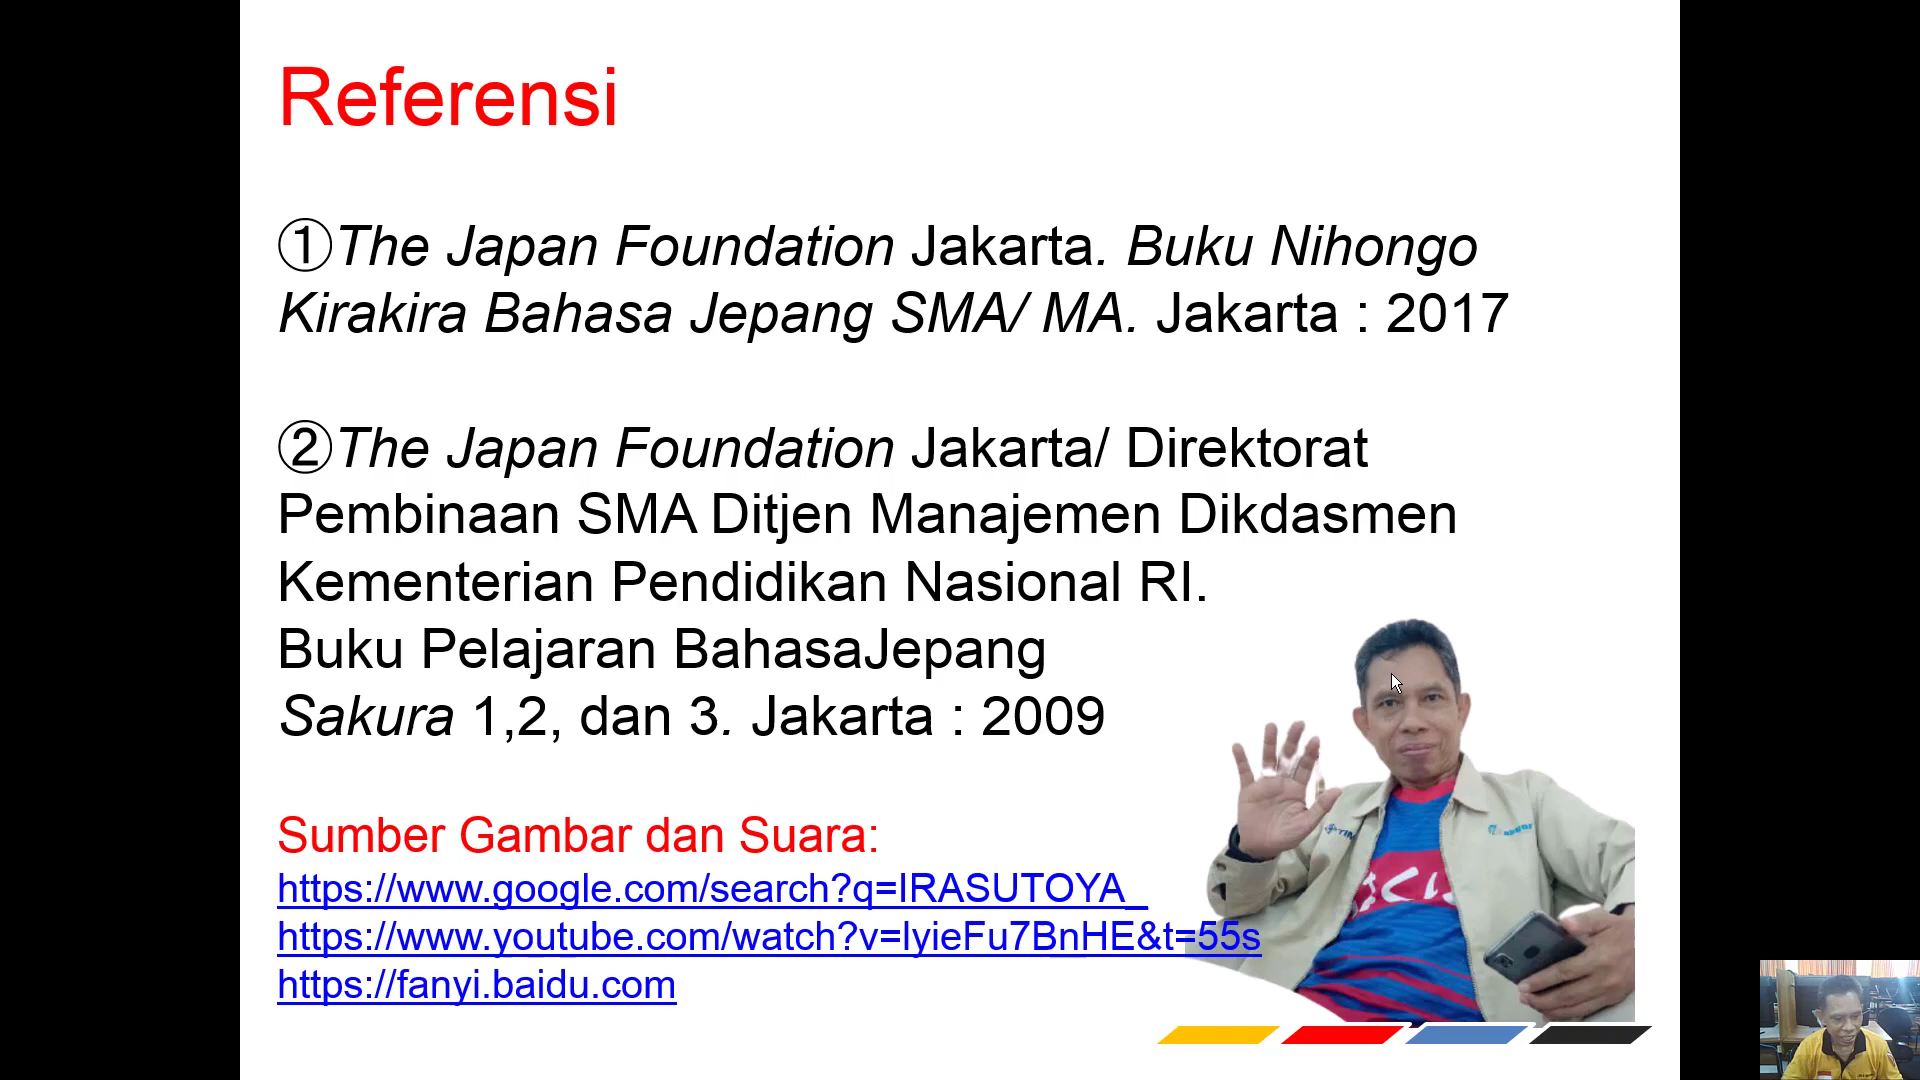 Referensi
①The Japan Foundation Jakarta. Buku Nihongo
Kirakira Bahasa Jepang SMA/ MA. Jakarta : 2017
②The Japan Foundation Jakarta/ Direktorat
Pembinaan SMA Ditjen Manajemen Dikdasmen
Kementerian Pendidikan Nasional RI.
Buku Pelajaran BahasaJepang
Sakura 1,2, dan 3. Jakarta : 2009
Sumber Gambar dan Suara:
https://www.google.com/search?q=IRASUTOYA_
https://www.youtube.com/watch?v=lyieFu7BnHE&t=55s
https://fanyi.baidu.com